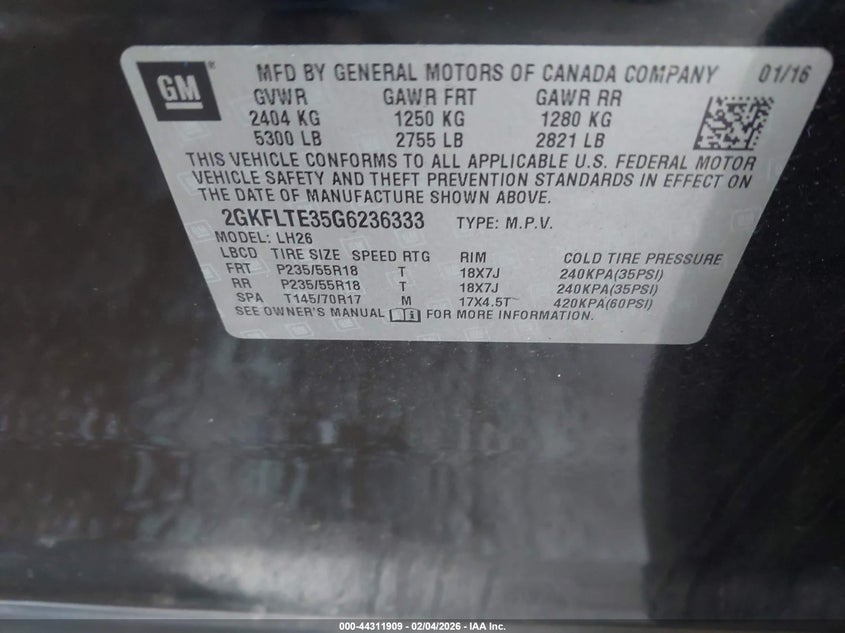 GM® MFD BY GENERAL MOTORS OF CANADA COMPANY 01/16
GVWR GAWR FRT GAWR RR
2404 KG 1250 KG 1280 KG
5300 LB 2755 LB 2821 LB
THIS VEHICLE CONFORMS TO ALL APPLICABLE U.S. FEDERAL MOTOR
VEHICLE SAFETY AND THEFT PREVENTION STANDARDS IN EFFECT ON
THE DATE OF MANUFACTURE SHOWN ABOVE.
2GKFLTE35G6236333 TYPE: M.P.V.
MODEL: LH26
LBCD TIRE SIZE SPEED RTG RIM COLD TIRE PRESSURE
FRT P235/55R18 T 18X7J 240KPA(35PSI)
RR P235/55R18 T 18X7J 240KPA(35PSI)
SPA T145/70R17 M 17X4.5T 420KPA(60PSI)
SEE OWNER'S MANUAL FOR MORE INFORMATION.
000-44311909 - 02/04/2026 - IAA Inc.